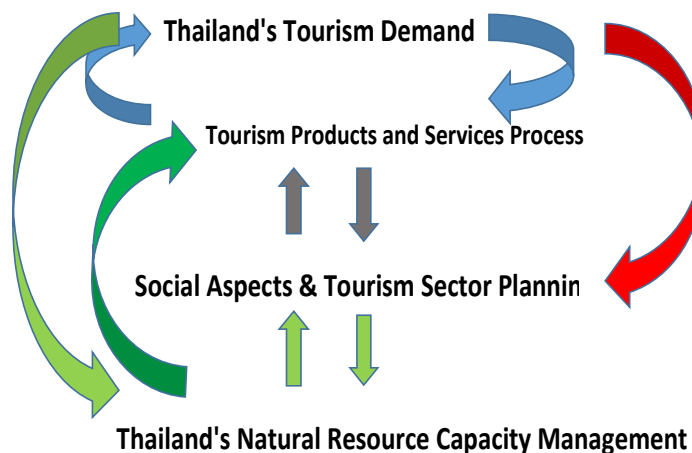 Thailand's Tourism Demand
Tourism Products and Services Process
Social Aspects & Tourism Sector Plannin
Thailand's Natural Resource Capacity Management